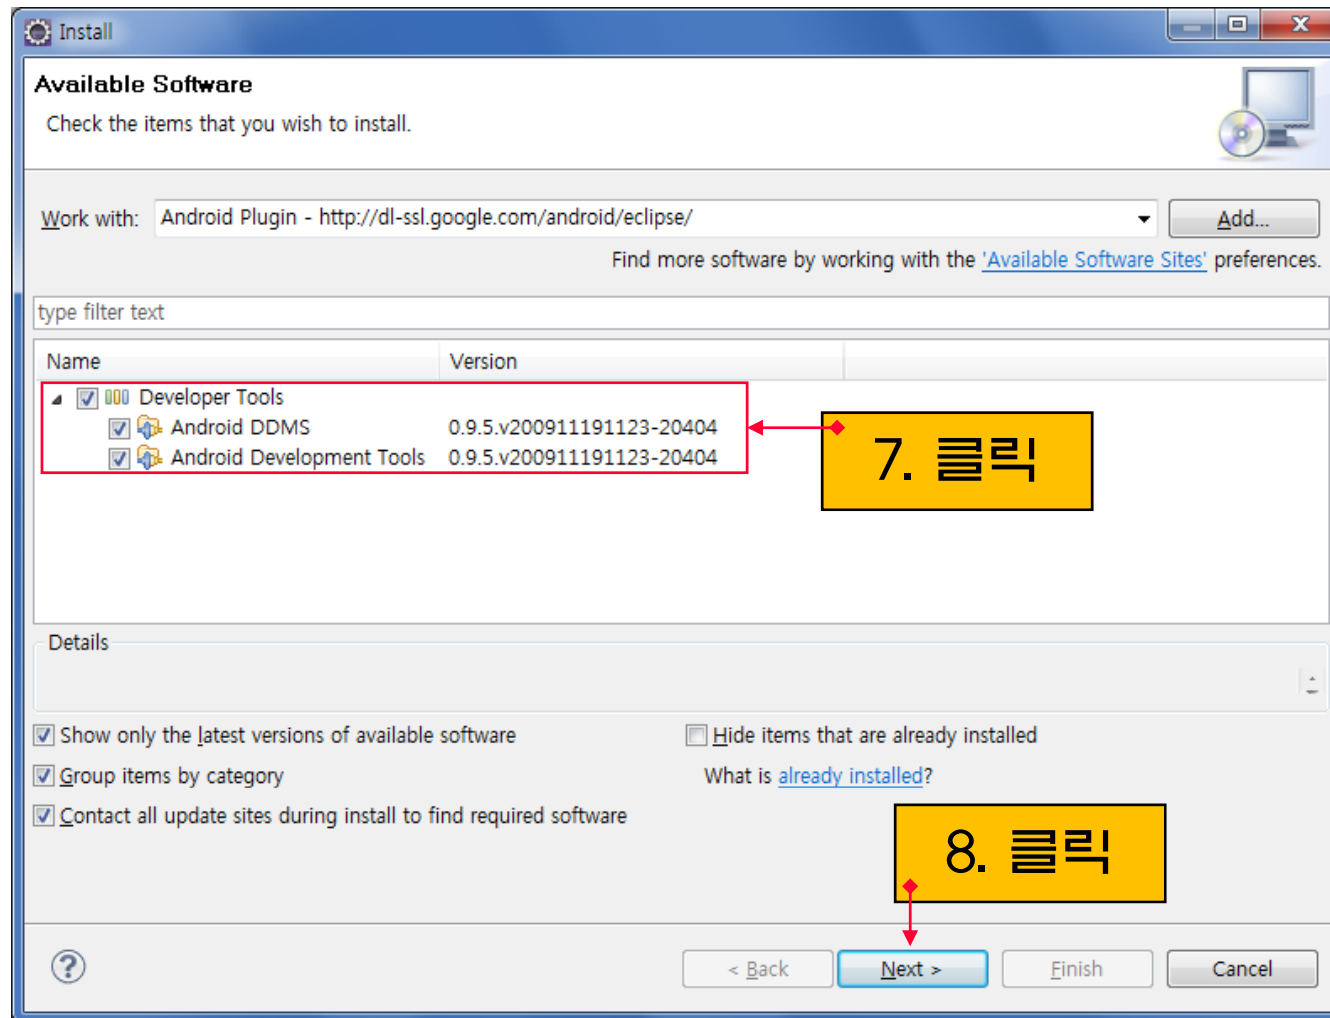 Install
Available Software
Check the items that you wish to install.
Work with: Android Plugin - http://dl-ssl.google.com/android/eclipse/ Add...
Find more software by working with the 'Available Software Sites' preferences.
type filter text
Name Version
Developer Tools
Android DDMS 0.9.5.v200911191123-20404
Android Development Tools 0.9.5.v200911191123-20404
7. 클릭
Details
Show only the latest versions of available software Hide items that are already installed
Group items by category What is already installed?
Contact all update sites during install to find required software
8. 클릭
? < Back Next > Finish Cancel